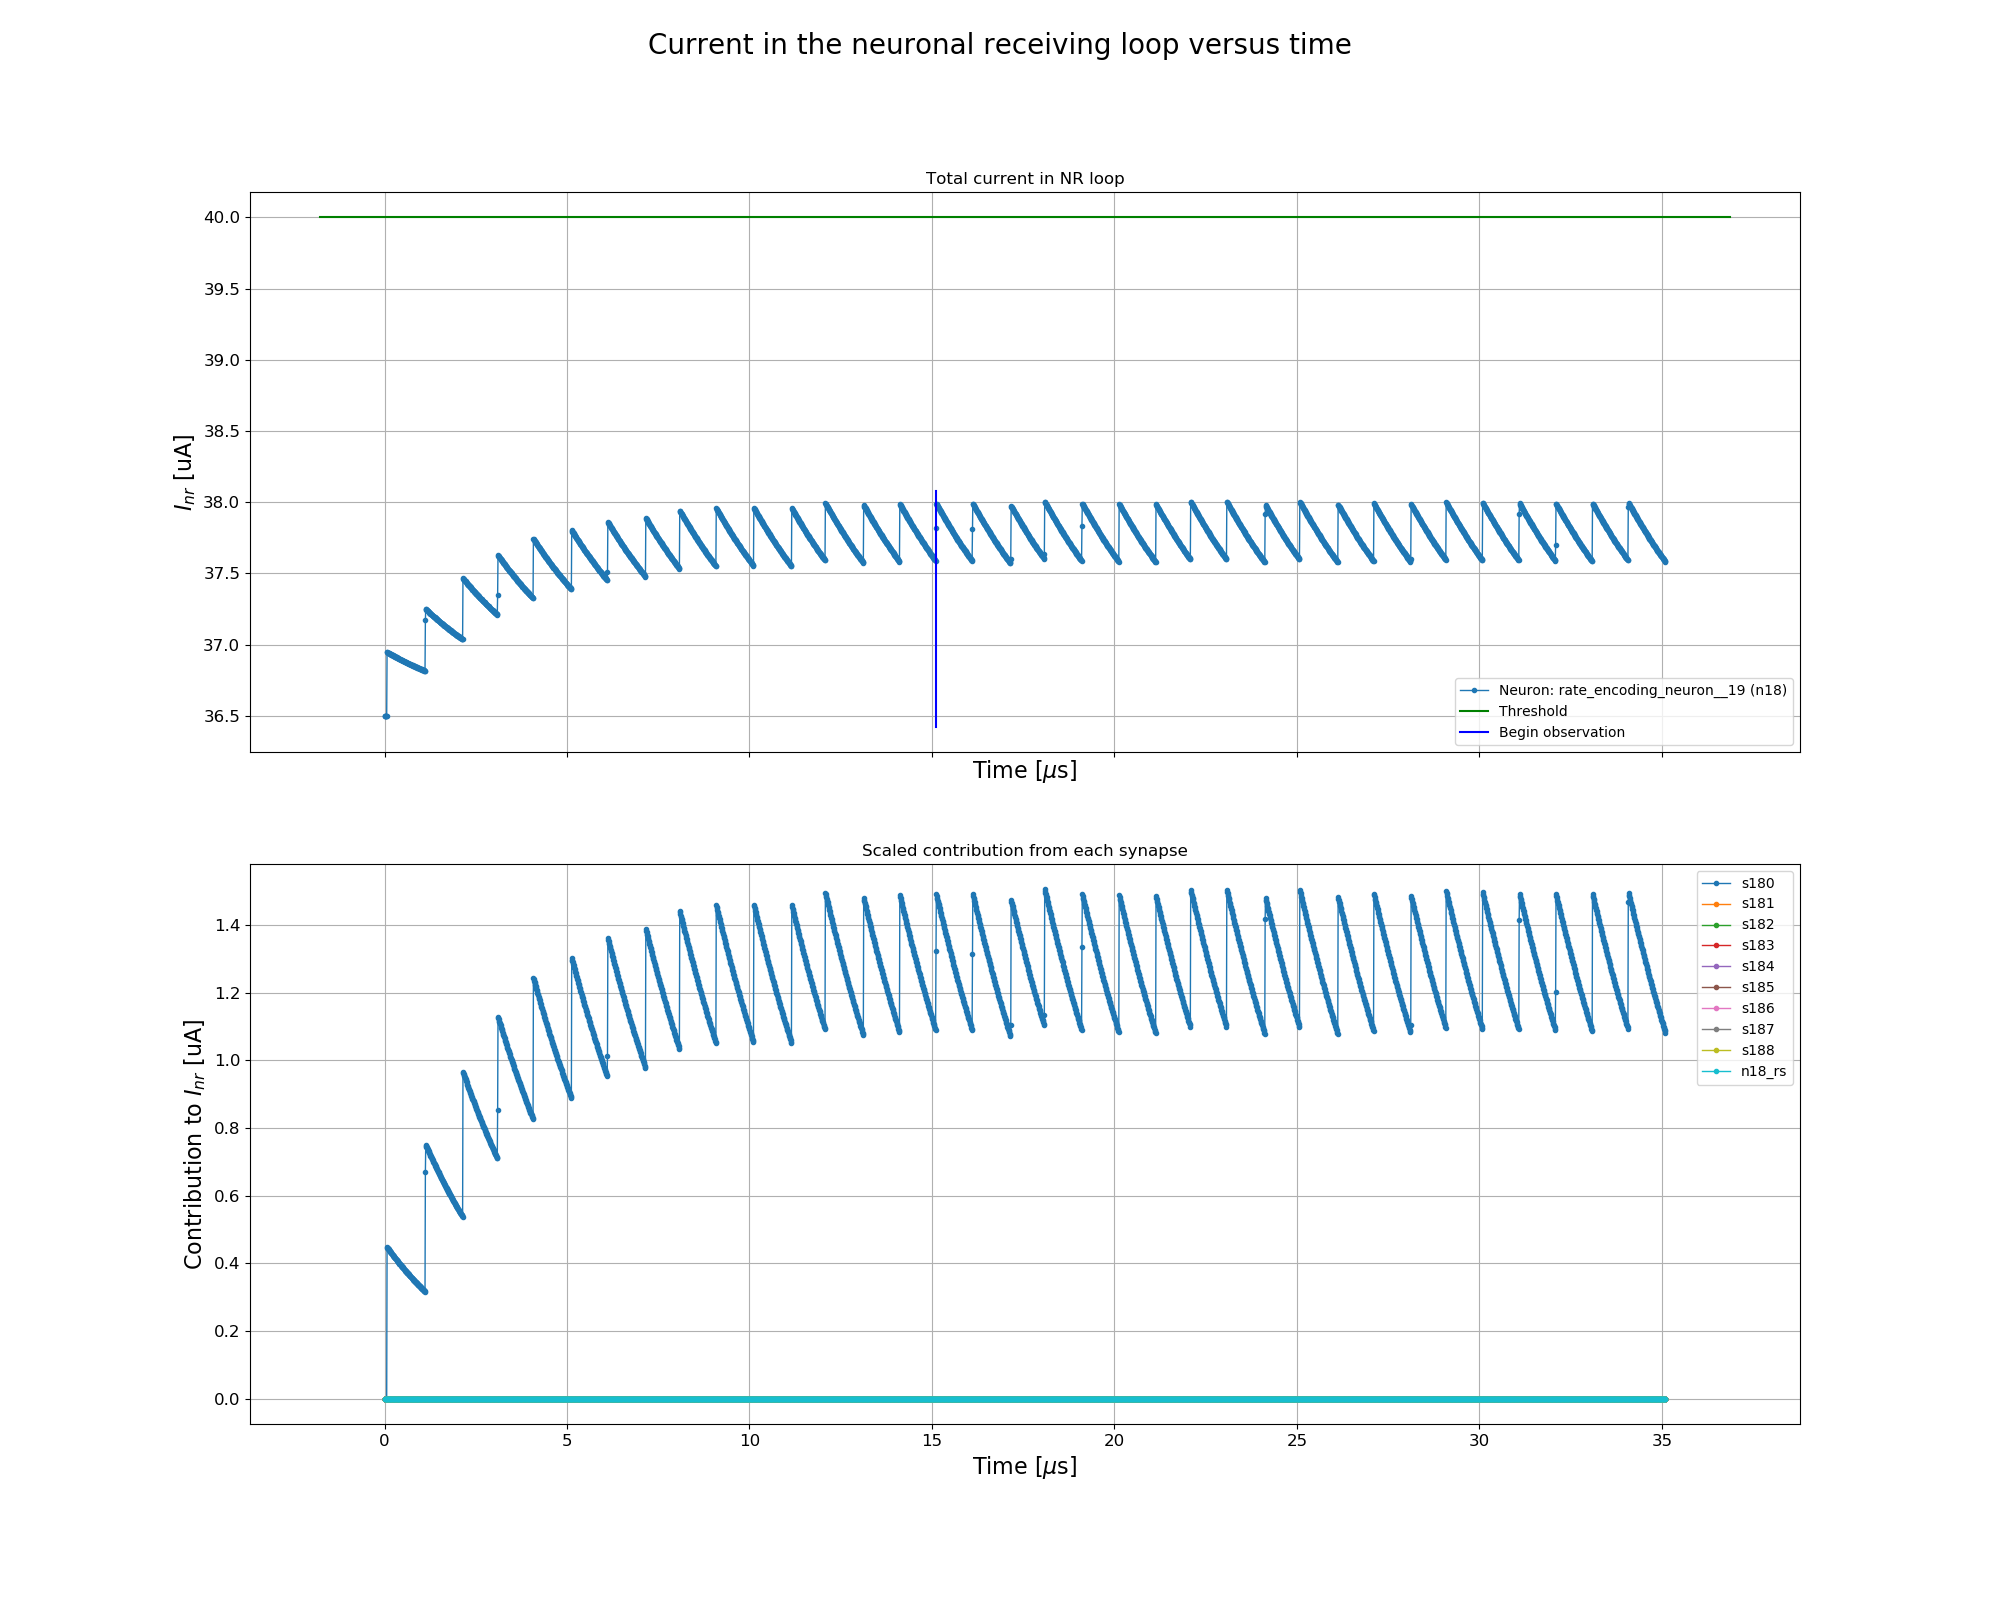 Current in the neuronal receiving loop versus time
Total current in NR loop
40.0
39.5
39.0
38.5
38.0
37.5
37.0
36.5
I_nr [uA]
Neuron: rate_encoding_neuron__19 (n18)
Threshold
Begin observation
Time [μs]
Scaled contribution from each synapse
1.4
1.2
1.0
0.8
0.6
0.4
0.2
0.0
Contribution to I_nr [uA]
s180
s181
s182
s183
s184
s185
s186
s187
s188
n18_rs
0 5 10 15 20 25 30 35
Time [μs]